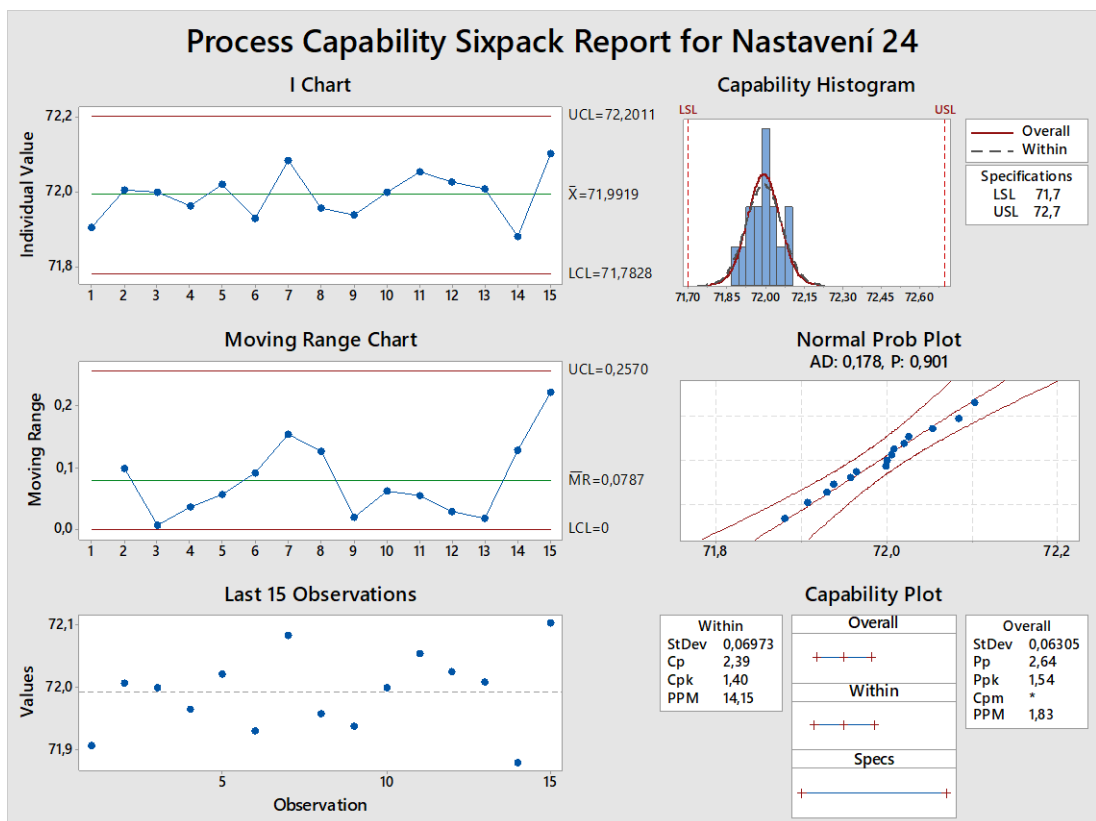 Process Capability Sixpack Report for Nastavení 24
I Chart
Individual Value
72,2
72,0
71,8
1 2 3 4 5 6 7 8 9 10 11 12 13 14 15
UCL=72,2011
X̄=71,9919
LCL=71,7828
Capability Histogram
LSL USL
71,70 71,85 72,00 72,15 72,30 72,45 72,60
Overall
Within
Specifications
LSL 71,7
USL 72,7
Moving Range Chart
Moving Range
0,2
0,1
0,0
1 2 3 4 5 6 7 8 9 10 11 12 13 14 15
UCL=0,2570
M̅R̅=0,0787
LCL=0
Normal Prob Plot
AD: 0,178, P: 0,901
71,8 72,0 72,2
Last 15 Observations
Values
72,1
72,0
71,9
5 10 15
Observation
Capability Plot
Within
StDev 0,06973
Cp 2,39
Cpk 1,40
PPM 14,15
Overall
Within
Specs
Overall
StDev 0,06305
Pp 2,64
Ppk 1,54
Cpm *
PPM 1,83